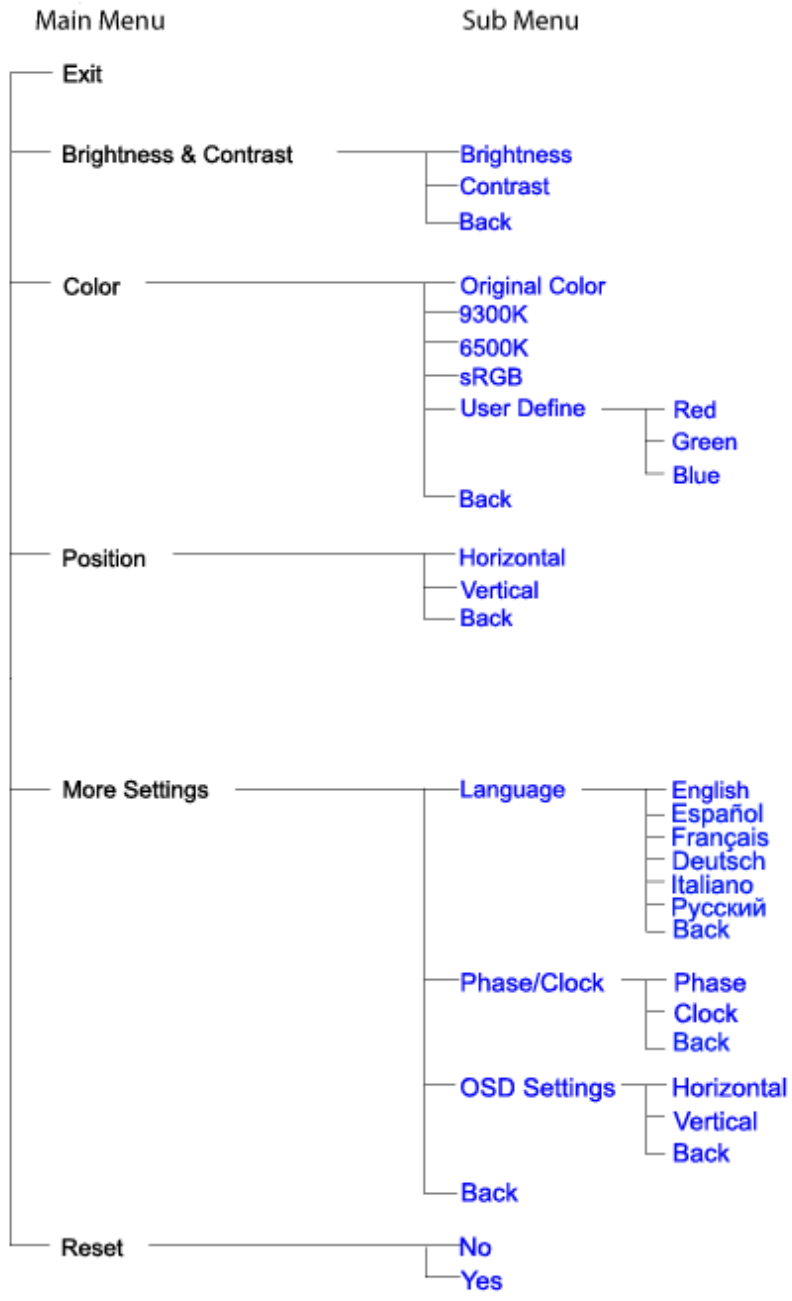 Main Menu Sub Menu
Exit
Brightness & Contrast Brightness
Contrast
Back
Color Original Color
9300K
6500K
sRGB
User Define Red
Green
Blue
Back
Position Horizontal
Vertical
Back
More Settings Language English
Español
Français
Deutsch
Italiano
Русский
Back
Phase/Clock Phase
Clock
Back
OSD Settings Horizontal
Vertical
Back
Back
Reset No
Yes